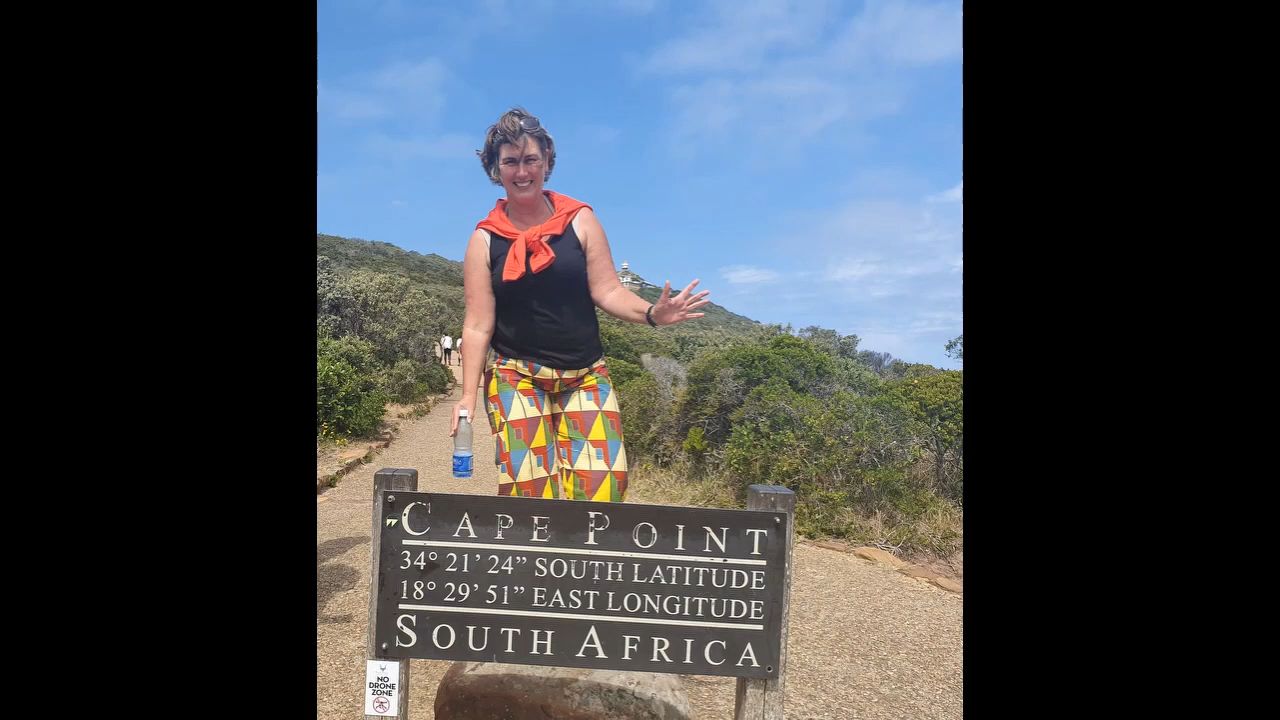 CAPE POINT
34° 21' 24" SOUTH LATITUDE
18° 29' 51" EAST LONGITUDE
SOUTH AFRICA
NO
DRONE
ZONE